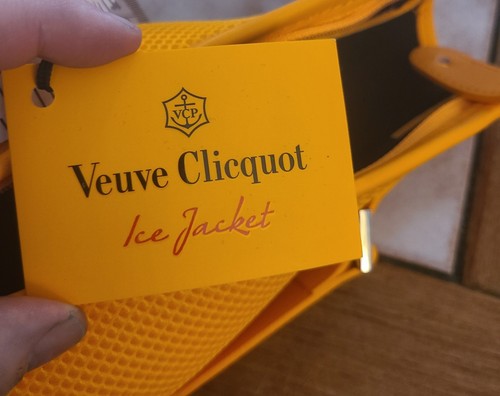 VCP
Veuve Clicquot
Ice Jacket